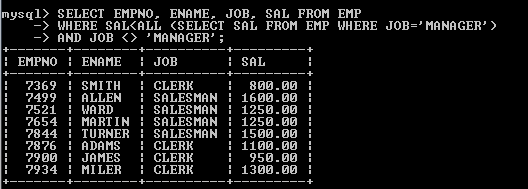 mysql> SELECT EMPNO, ENAME, JOB, SAL FROM EMP
    -> WHERE SAL<ALL (SELECT SAL FROM EMP WHERE JOB='MANAGER')
    -> AND JOB <> 'MANAGER';
+-------+--------+----------+---------+
| EMPNO | ENAME  | JOB      | SAL     |
+-------+--------+----------+---------+
|  7369 | SMITH  | CLERK    |  800.00 |
|  7499 | ALLEN  | SALESMAN | 1600.00 |
|  7521 | WARD   | SALESMAN | 1250.00 |
|  7654 | MARTIN | SALESMAN | 1250.00 |
|  7844 | TURNER | SALESMAN | 1500.00 |
|  7876 | ADAMS  | CLERK    | 1100.00 |
|  7900 | JAMES  | CLERK    |  950.00 |
|  7934 | MILER  | CLERK    | 1300.00 |
+-------+--------+----------+---------+